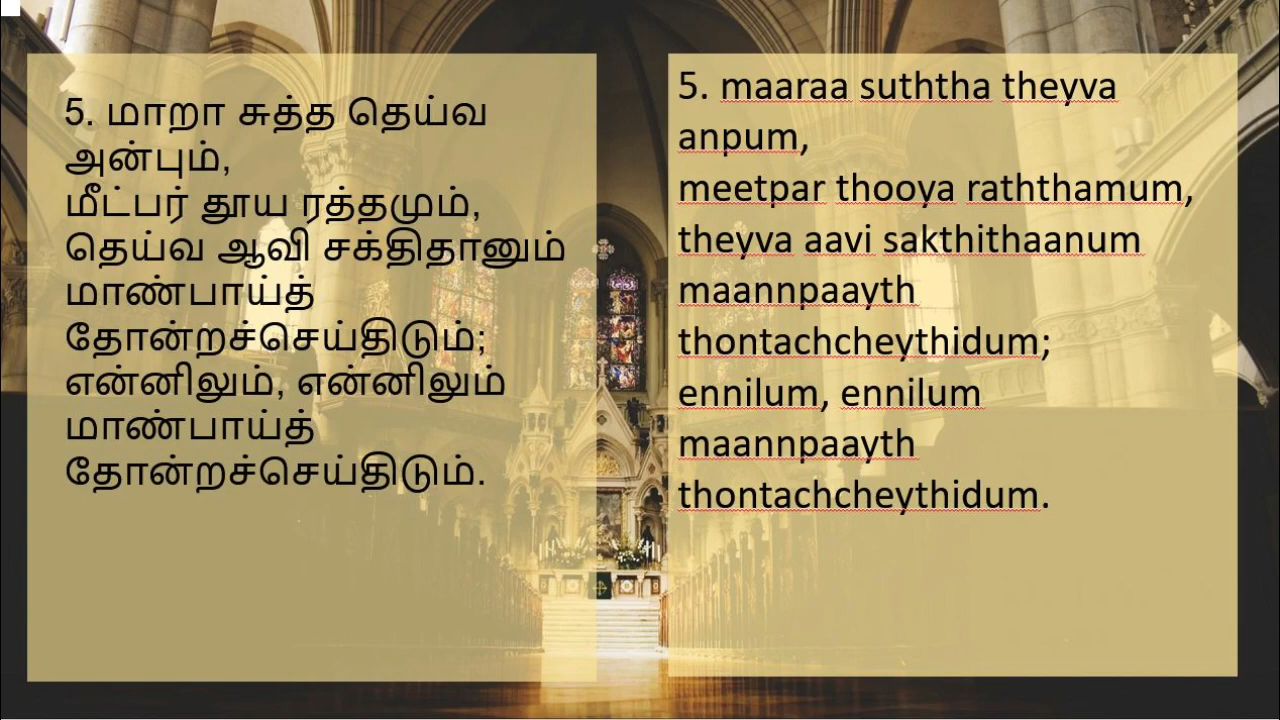 5. மாறா சுத்த தெய்வ
அன்பும்,
மீட்பர் தூய ரத்தமும்,
தெய்வ ஆவி சக்திதானும்
மாண்பாய்த்
தோன்றச்செய்திடும்;
என்னிலும், என்னிலும்
மாண்பாய்த்
தோன்றச்செய்திடும்.
5. maaraa suththa theyva
anpum,
meetpar thooya raththamum,
theyva aavi sakthithaanum
maannpaayth
thontachcheythidum;
ennilum, ennilum
maannpaayth
thontachcheythidum.